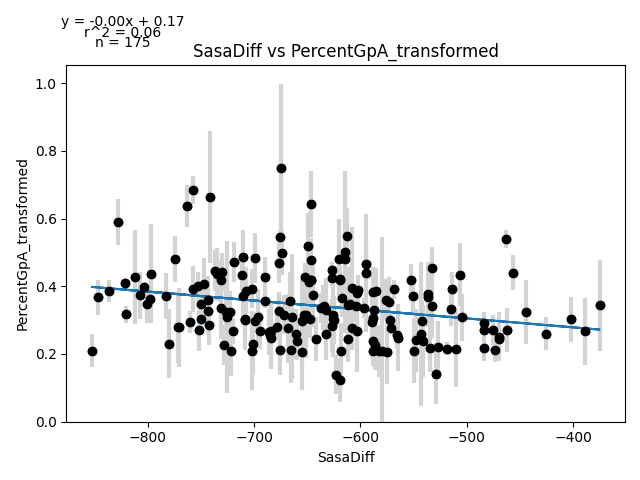 y = -0.00x + 0.17
r^2 = 0.06
n = 175
SasaDiff vs PercentGpA_transformed
PercentGpA_transformed
1.0
0.8
0.6
0.4
0.2
0.0
−800 −700 −600 −500 −400
SasaDiff